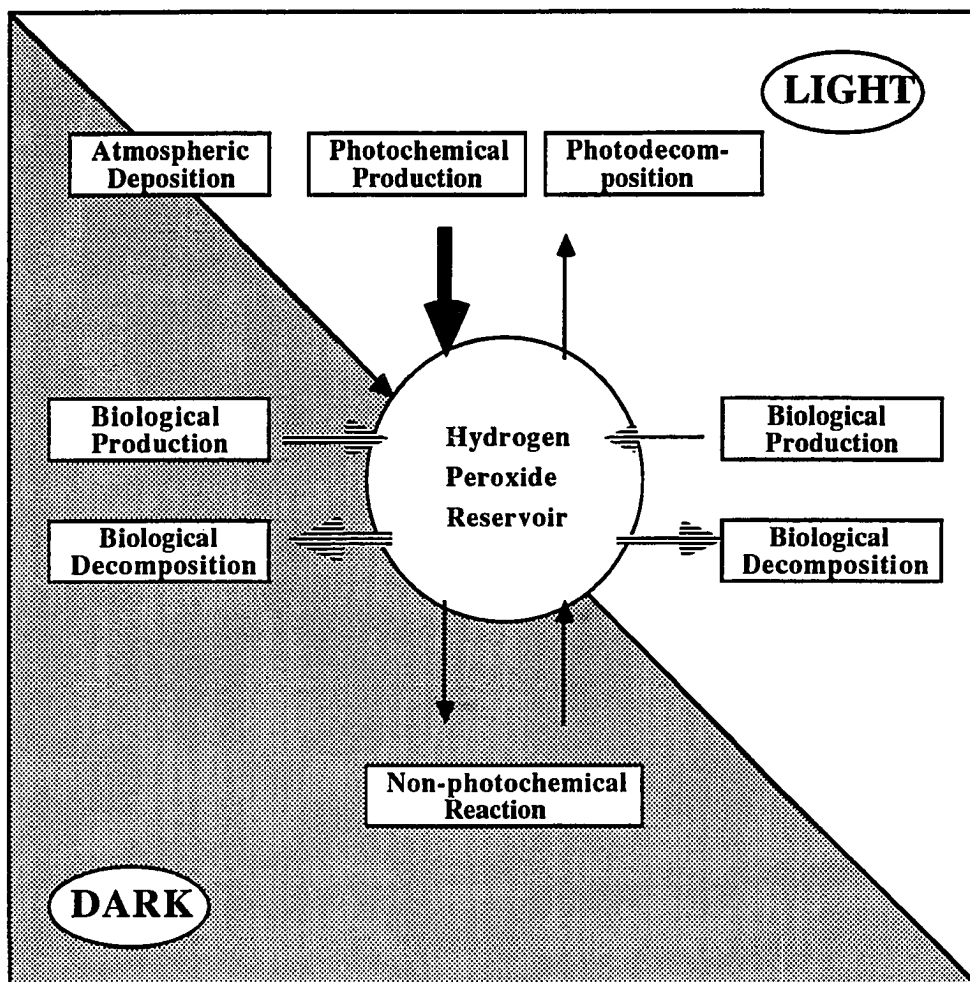 LIGHT
Atmospheric
Deposition
Photochemical
Production
Photodecom-
position
Biological
Production
Hydrogen
Peroxide
Reservoir
Biological
Production
Biological
Decomposition
Biological
Decomposition
Non-photochemical
Reaction
DARK